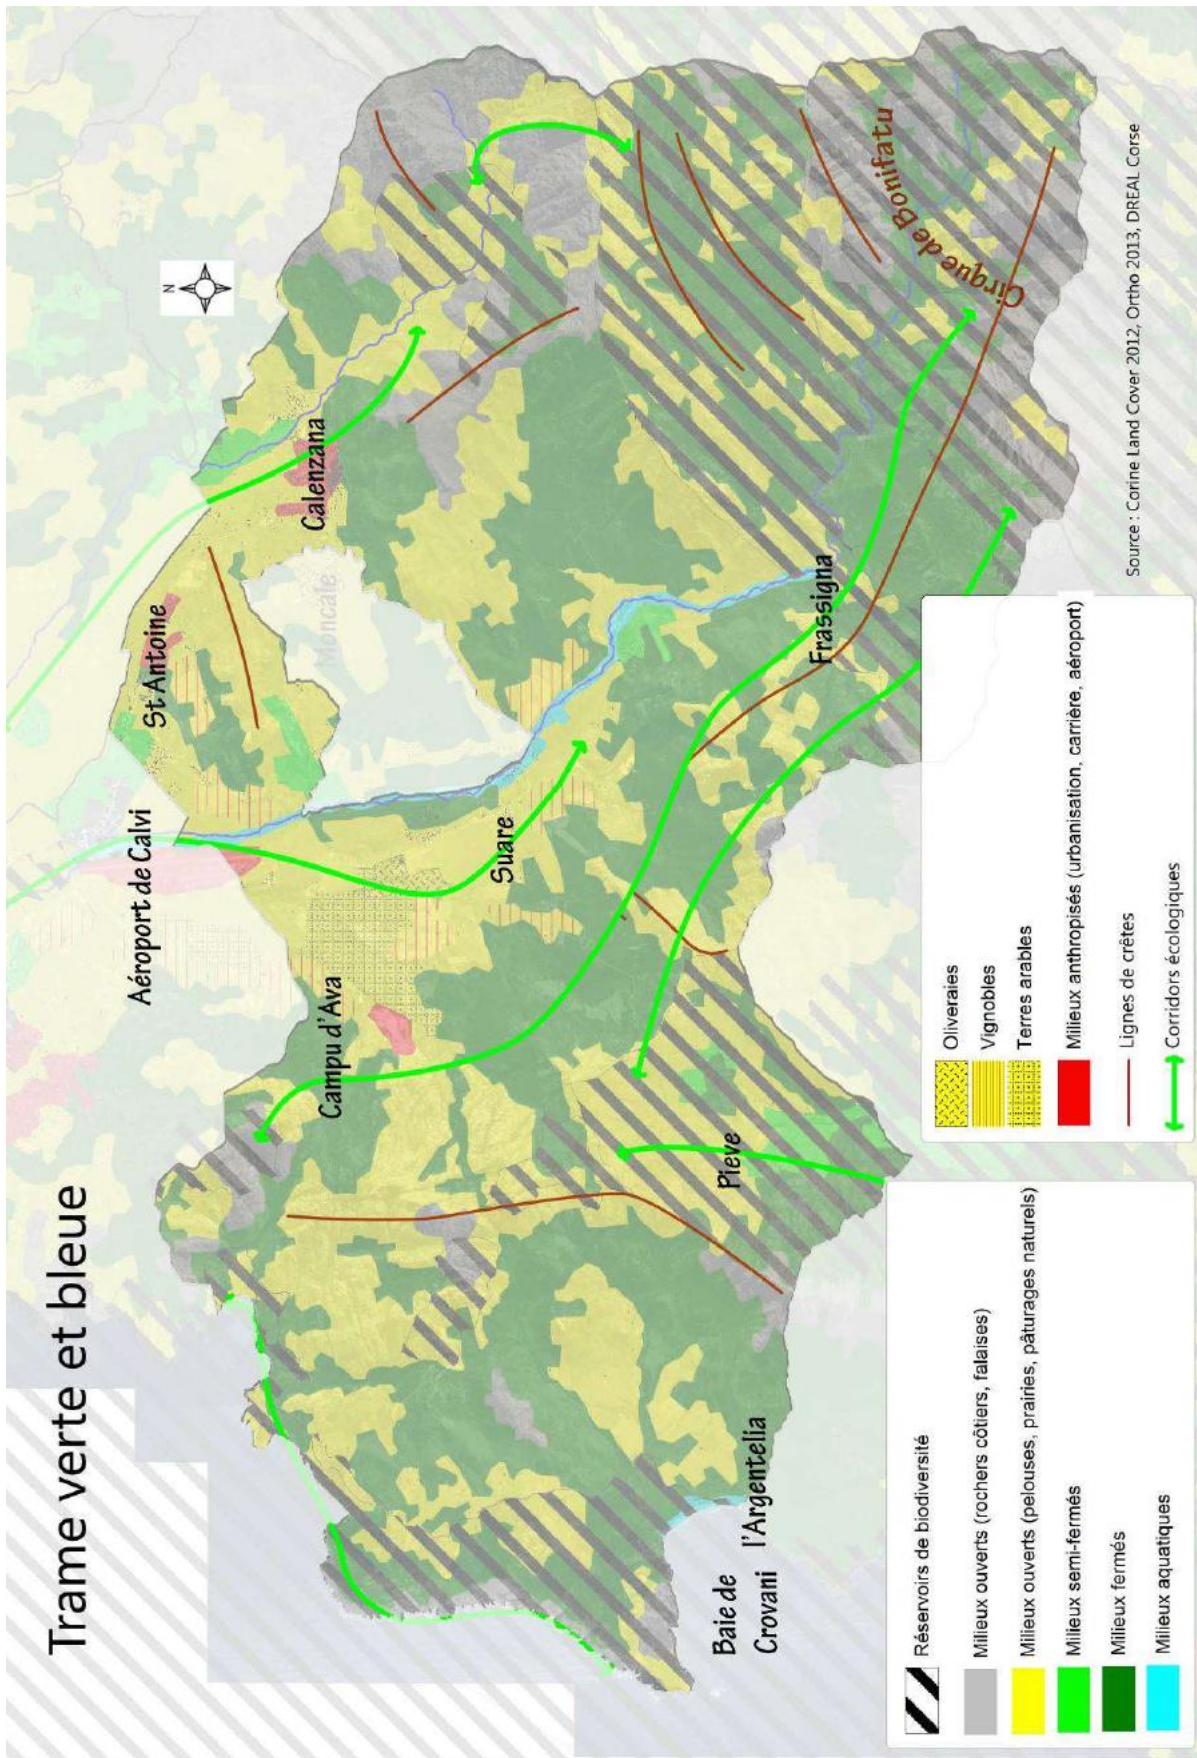 Trame verte et bleue
N
Aéroport de Calvi
St Antoine
Moncale
Calenzana
Campu d'Ava
Suare
Cirque de Bonifatu
Frassigna
Pieve
l'Argentella
Baie de
Crovani
Réservoirs de biodiversité
Milieux ouverts (rochers côtiers, falaises)
Milieux ouverts (pelouses, prairies, pâturages naturels)
Milieux semi-fermés
Milieux fermés
Milieux aquatiques
Oliveraies
Vignobles
Terres arables
Milieux anthropisés (urbanisation, carrière, aéroport)
Lignes de crêtes
Corridors écologiques
Source : Corine Land Cover 2012, Ortho 2013, DREAL Corse